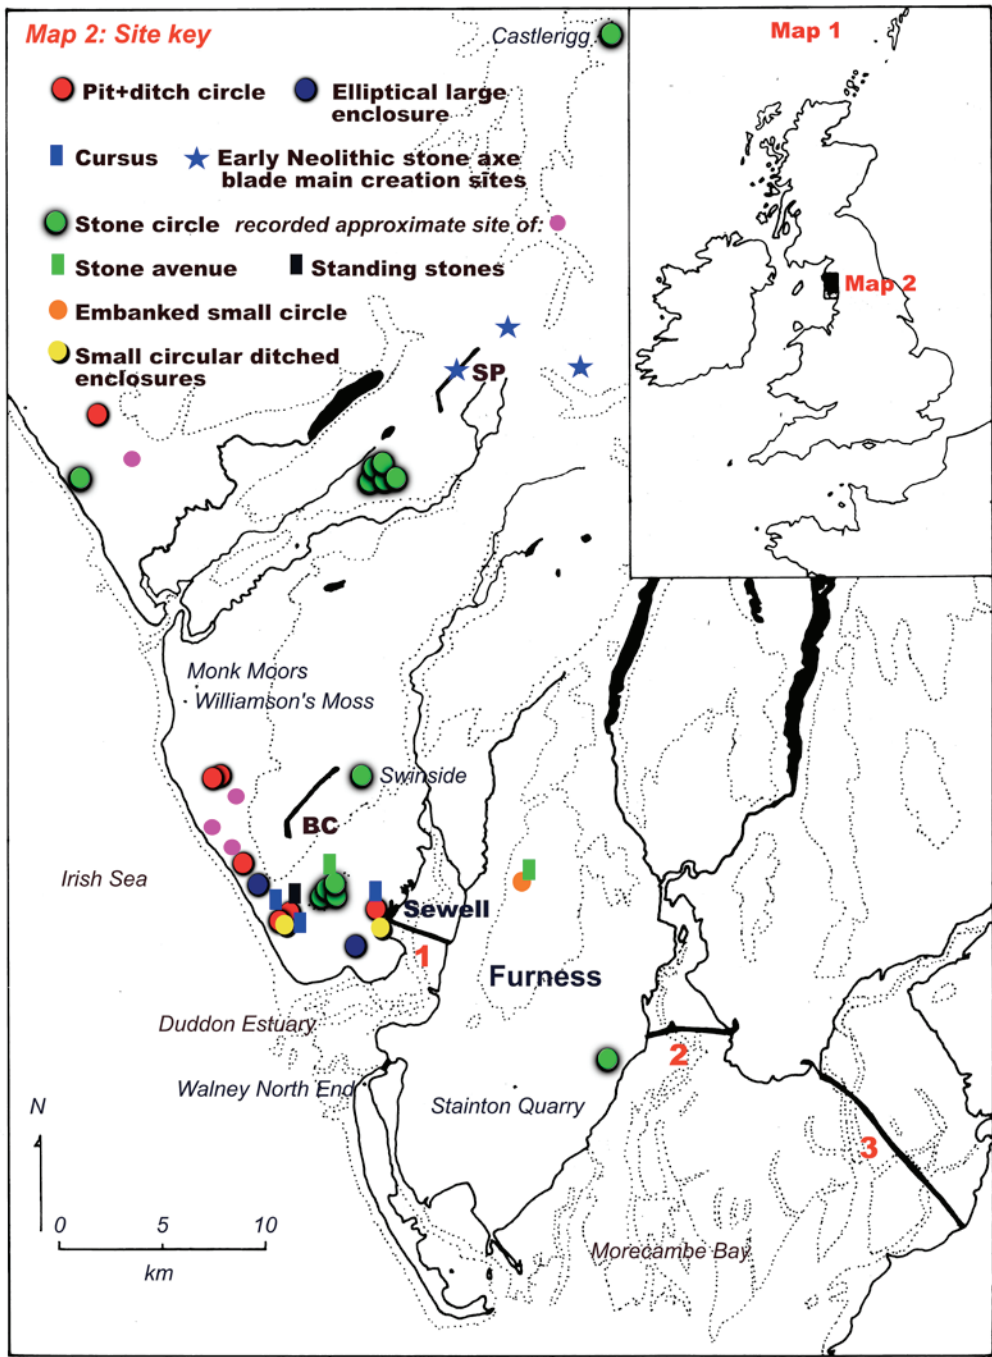 Map 2: Site key
Castlerigg
Map 1
Pit+ditch circle
Elliptical large
enclosure
Cursus
Early Neolithic stone axe
blade main creation sites
Stone circle recorded approximate site of:
Stone avenue
Standing stones
Map 2
Embanked small circle
Small circular ditched
enclosures
SP
Monk Moors
Williamson's Moss
Swinside
BC
Irish Sea
Sewell
1
Furness
Duddon Estuary
2
Walney North End
Stainton Quarry
N
3
0 5 10
km
Morecambe Bay